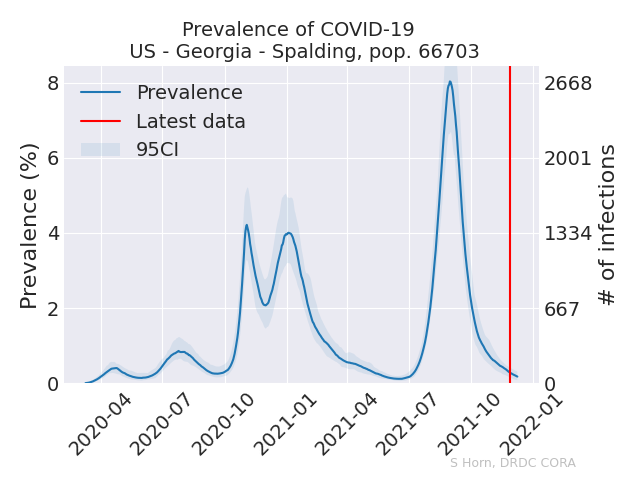 Prevalence of COVID-19
US - Georgia - Spalding, pop. 66703
Prevalence
Latest data
95CI
Prevalence (%)
8
6
4
2
0
# of infections
2668
2001
1334
667
0
2020-04
2020-07
2020-10
2021-01
2021-04
2021-07
2021-10
2022-01
S Horn, DRDC CORA